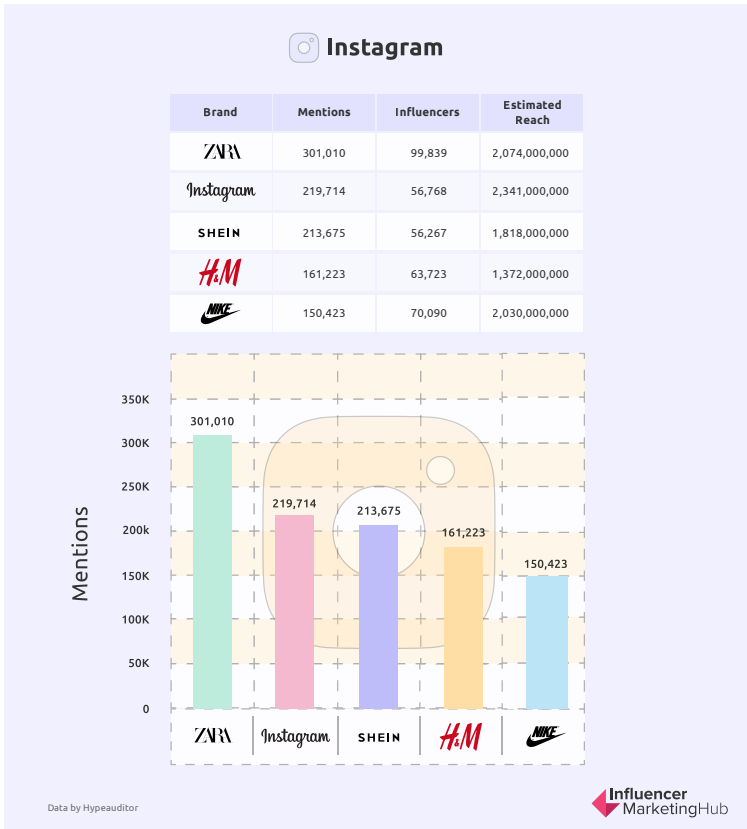 Instagram
Brand Mentions Influencers Estimated Reach
ZARA 301,010 99,839 2,074,000,000
Instagram 219,714 56,768 2,341,000,000
SHEIN 213,675 56,267 1,818,000,000
H&M 161,223 63,723 1,372,000,000
NIKE 150,423 70,090 2,030,000,000
Mentions
350K
300K
250K
200k
150K
100K
50K
0
301,010
219,714
213,675
161,223
150,423
ZARA Instagram SHEIN H&M NIKE
Data by Hypeauditor
Influencer
MarketingHub